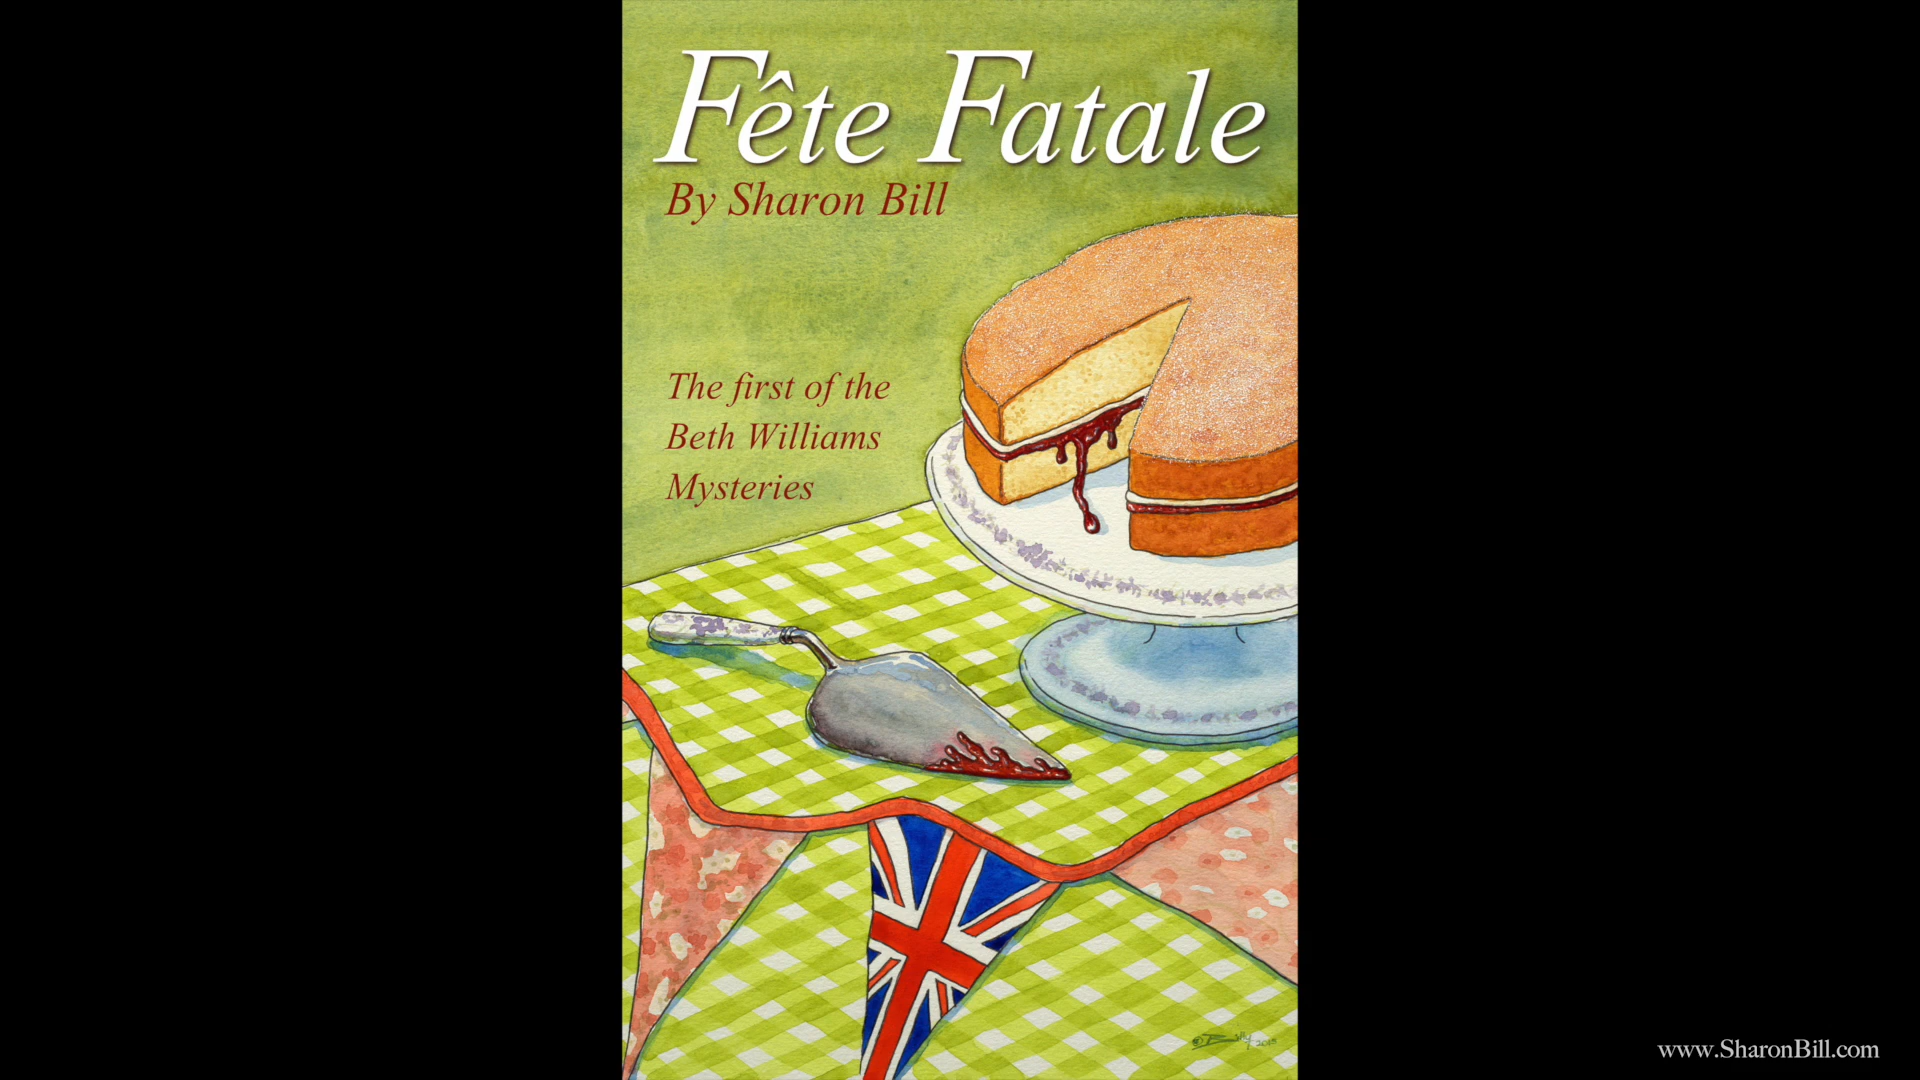 Fête Fatale
By Sharon Bill
The first of the
Beth Williams
Mysteries
www.SharonBill.com